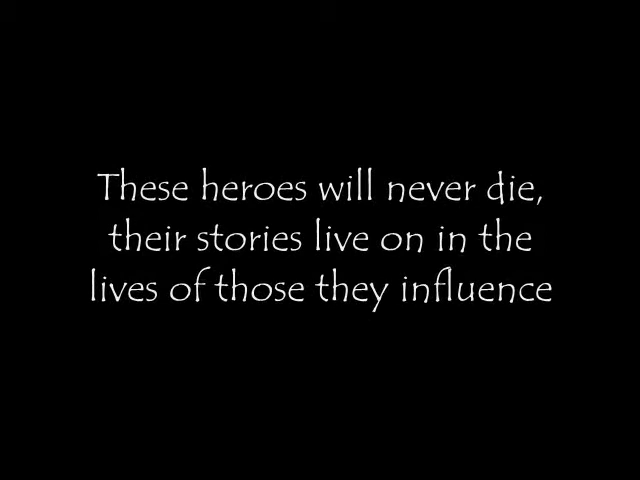 These heroes will never die,
their stories live on in the
lives of those they influence